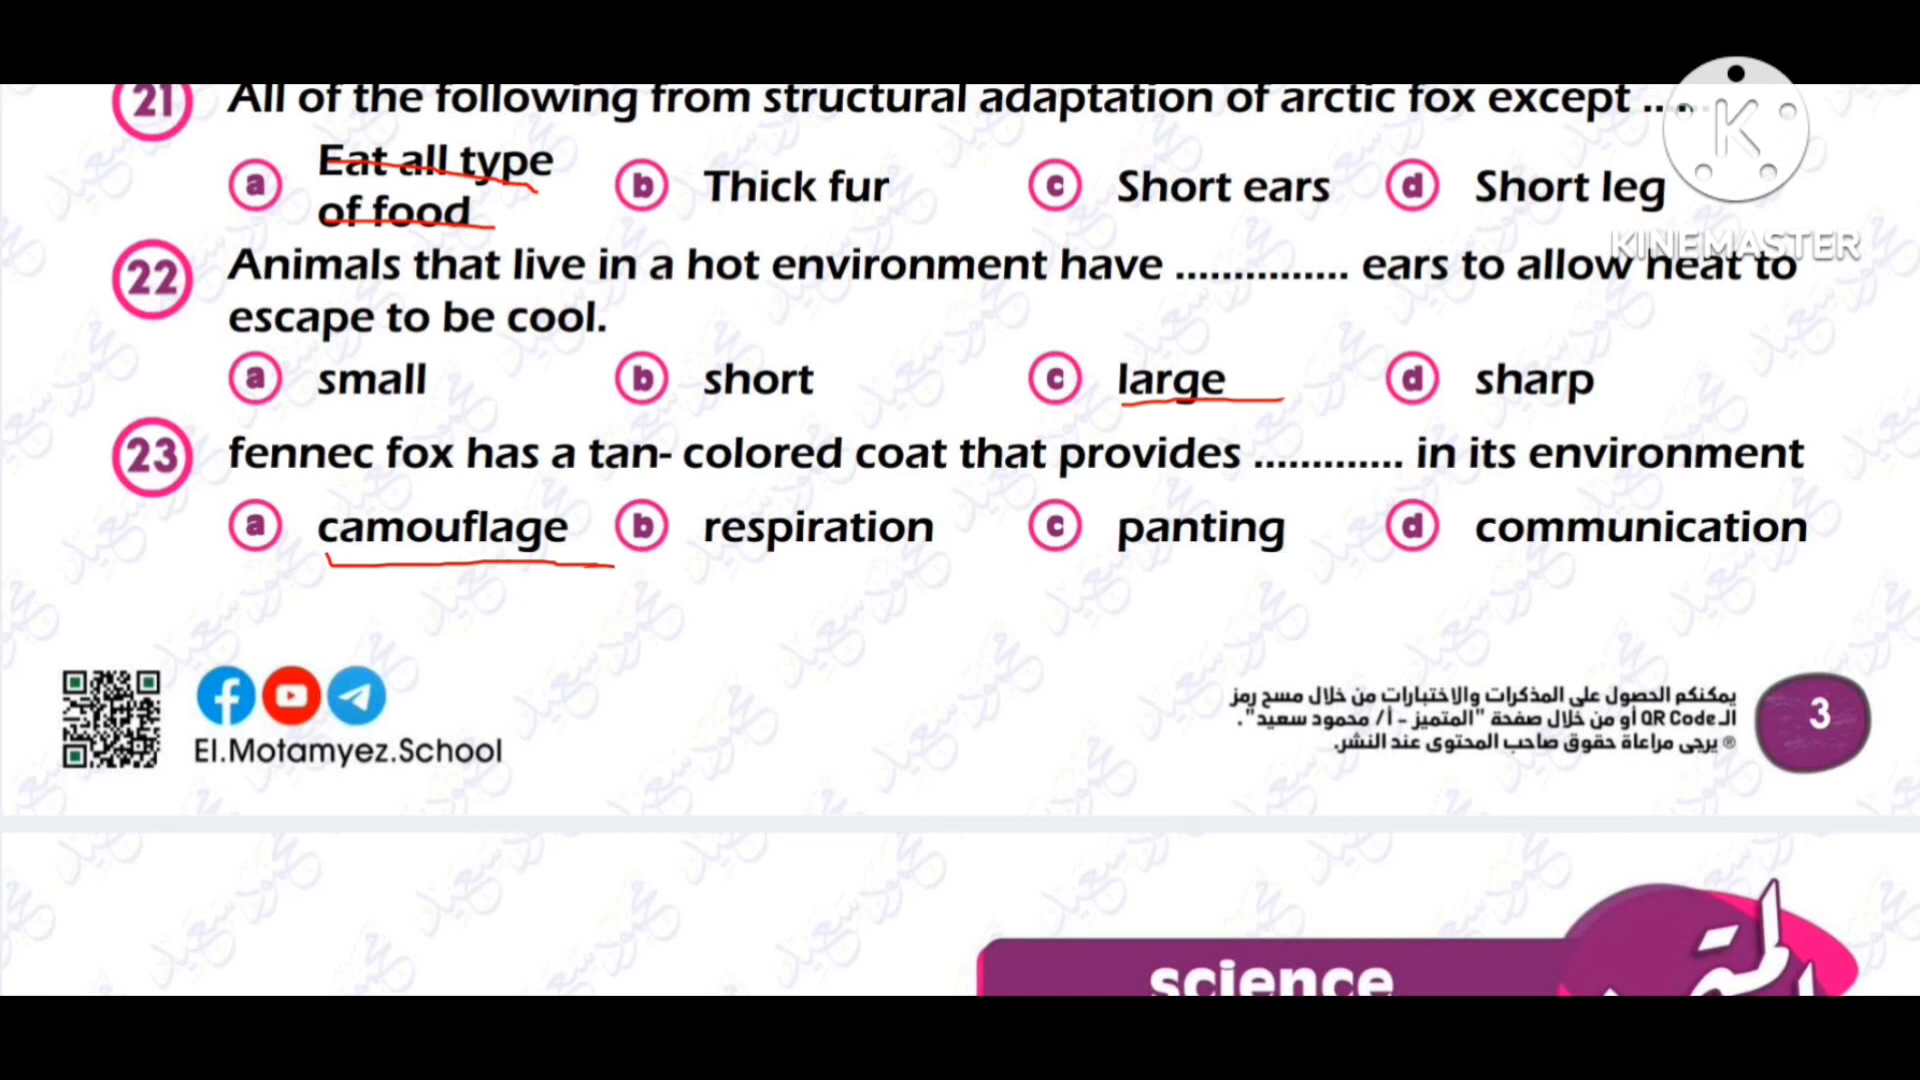 21 All of the following from structural adaptation of arctic fox except ......
a Eat all type of food b Thick fur c Short ears d Short leg
KINEMASTER
22 Animals that live in a hot environment have ............... ears to allow heat to
escape to be cool.
a small b short c large d sharp
23 fennec fox has a tan- colored coat that provides ............. in its environment
a camouflage b respiration c panting d communication
El.Motamyez.School
يمكنكم الحصول على المذكرات والاختبارات من خلال مسح رمز
الـ QR Code أو من خلال صفحة "المتميز - أ/ محمود سعيد".
® يرجى مراعاة حقوق صاحب المحتوى عند النشر.
3
science